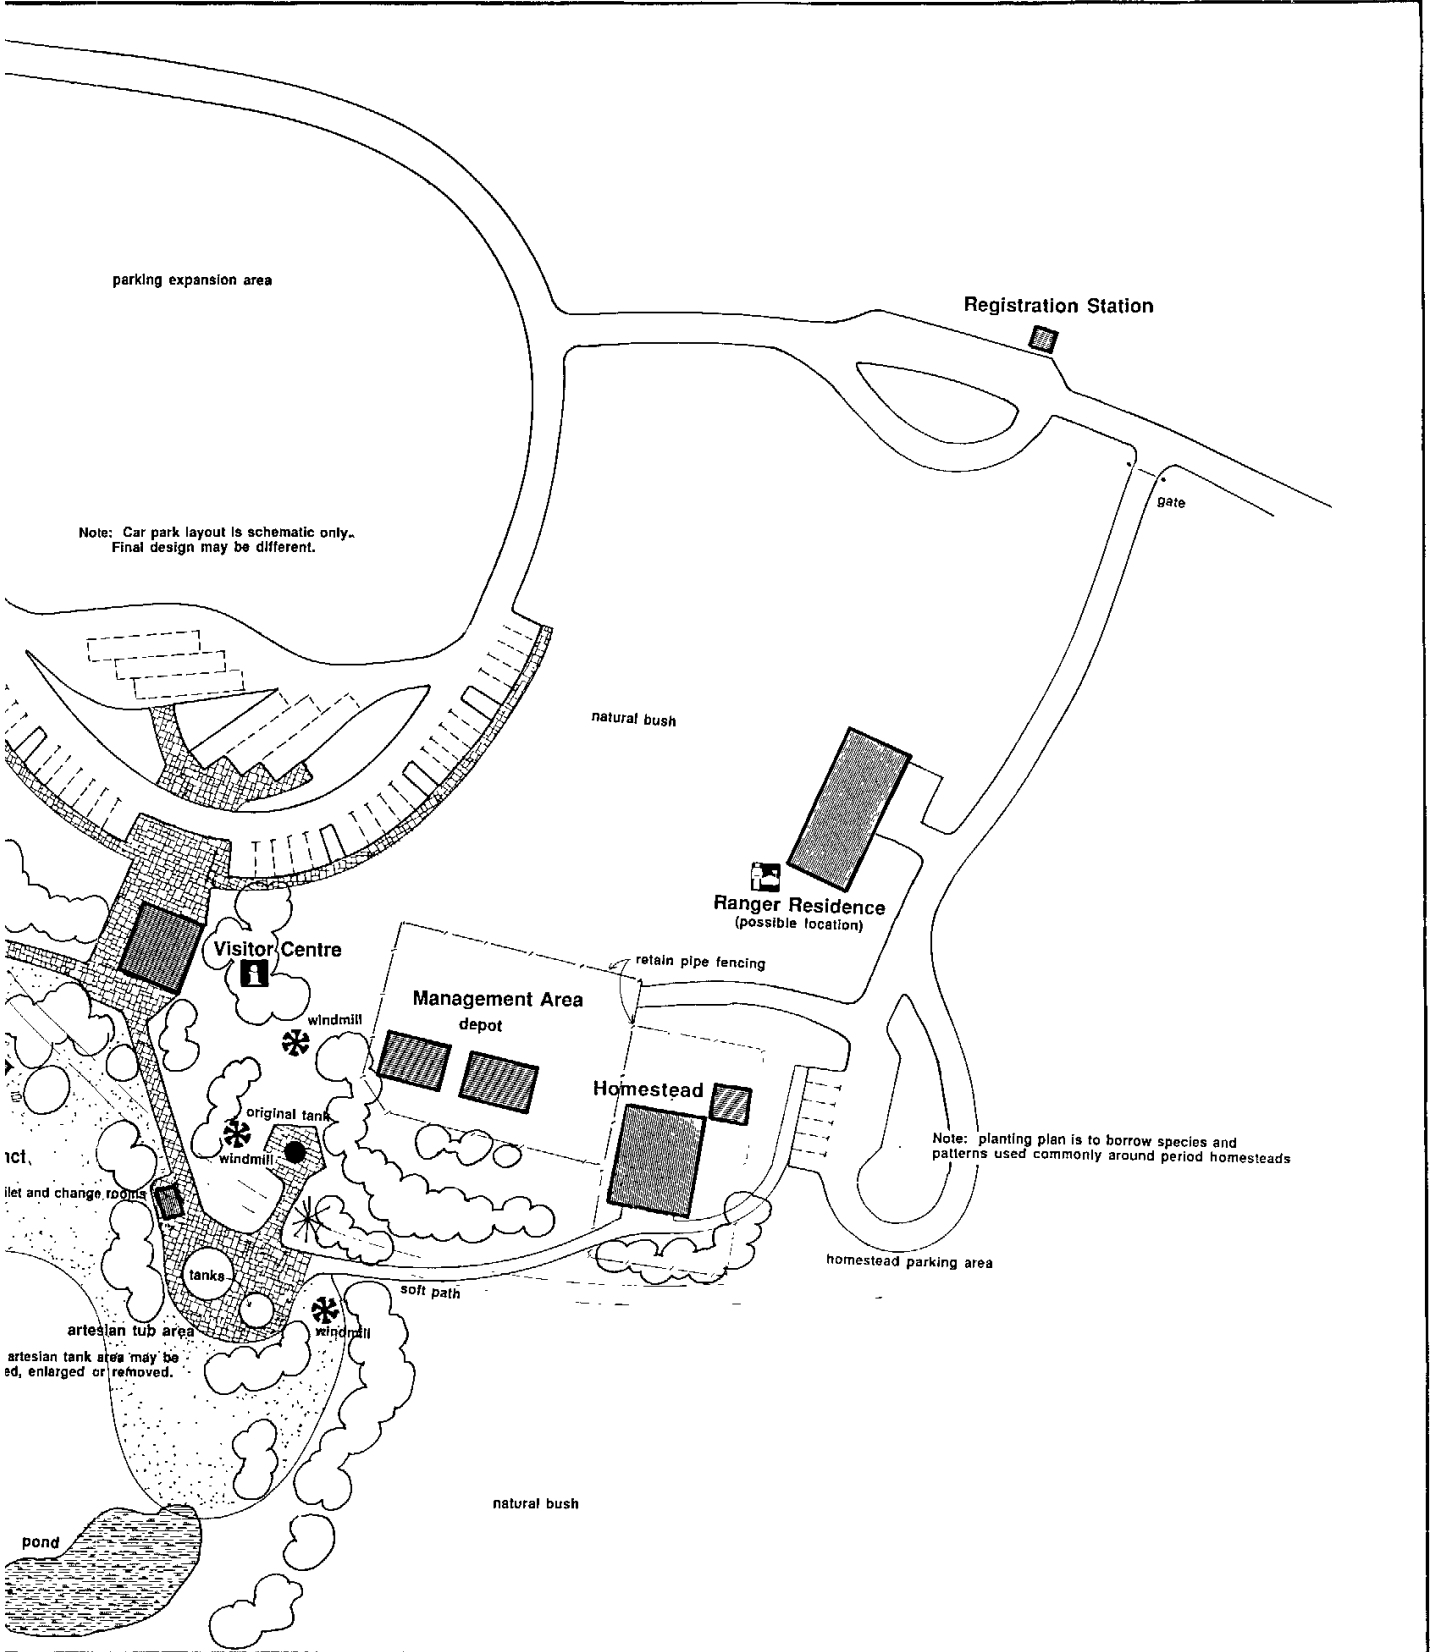 parking expansion area
Registration Station
gate
Note: Car park layout is schematic only.
Final design may be different.
natural bush
Ranger Residence
(possible location)
Visitor Centre
retain pipe fencing
Management Area
depot
windmill
Homestead
original tank
windmill
Note: planting plan is to borrow species and
patterns used commonly around period homesteads
nct,
ilet and change rooms
homestead parking area
tanks
soft path
artesian tub area
windmill
artesian tank area may be
ed, enlarged or removed.
natural bush
pond